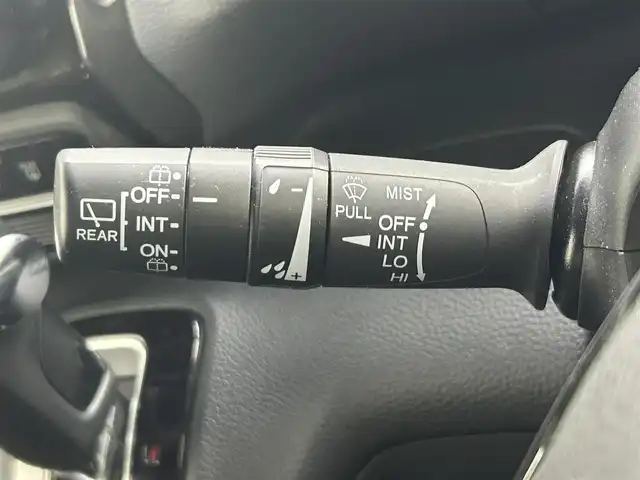 REAR
OFF
INT
ON
- +
PULL
MIST
OFF
INT
LO
HI